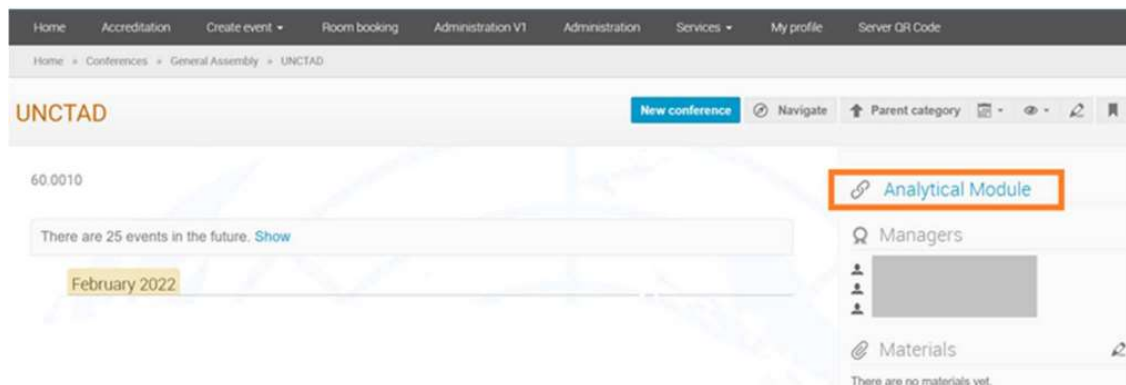 Home Accreditation Create event Room booking Administration V1 Administration Services My profile Server QR Code
Home » Conferences » General Assembly » UNCTAD
UNCTAD
New conference Navigate Parent category
60.0010
Analytical Module
There are 25 events in the future. Show
Managers
February 2022
Materials
There are no materials yet.